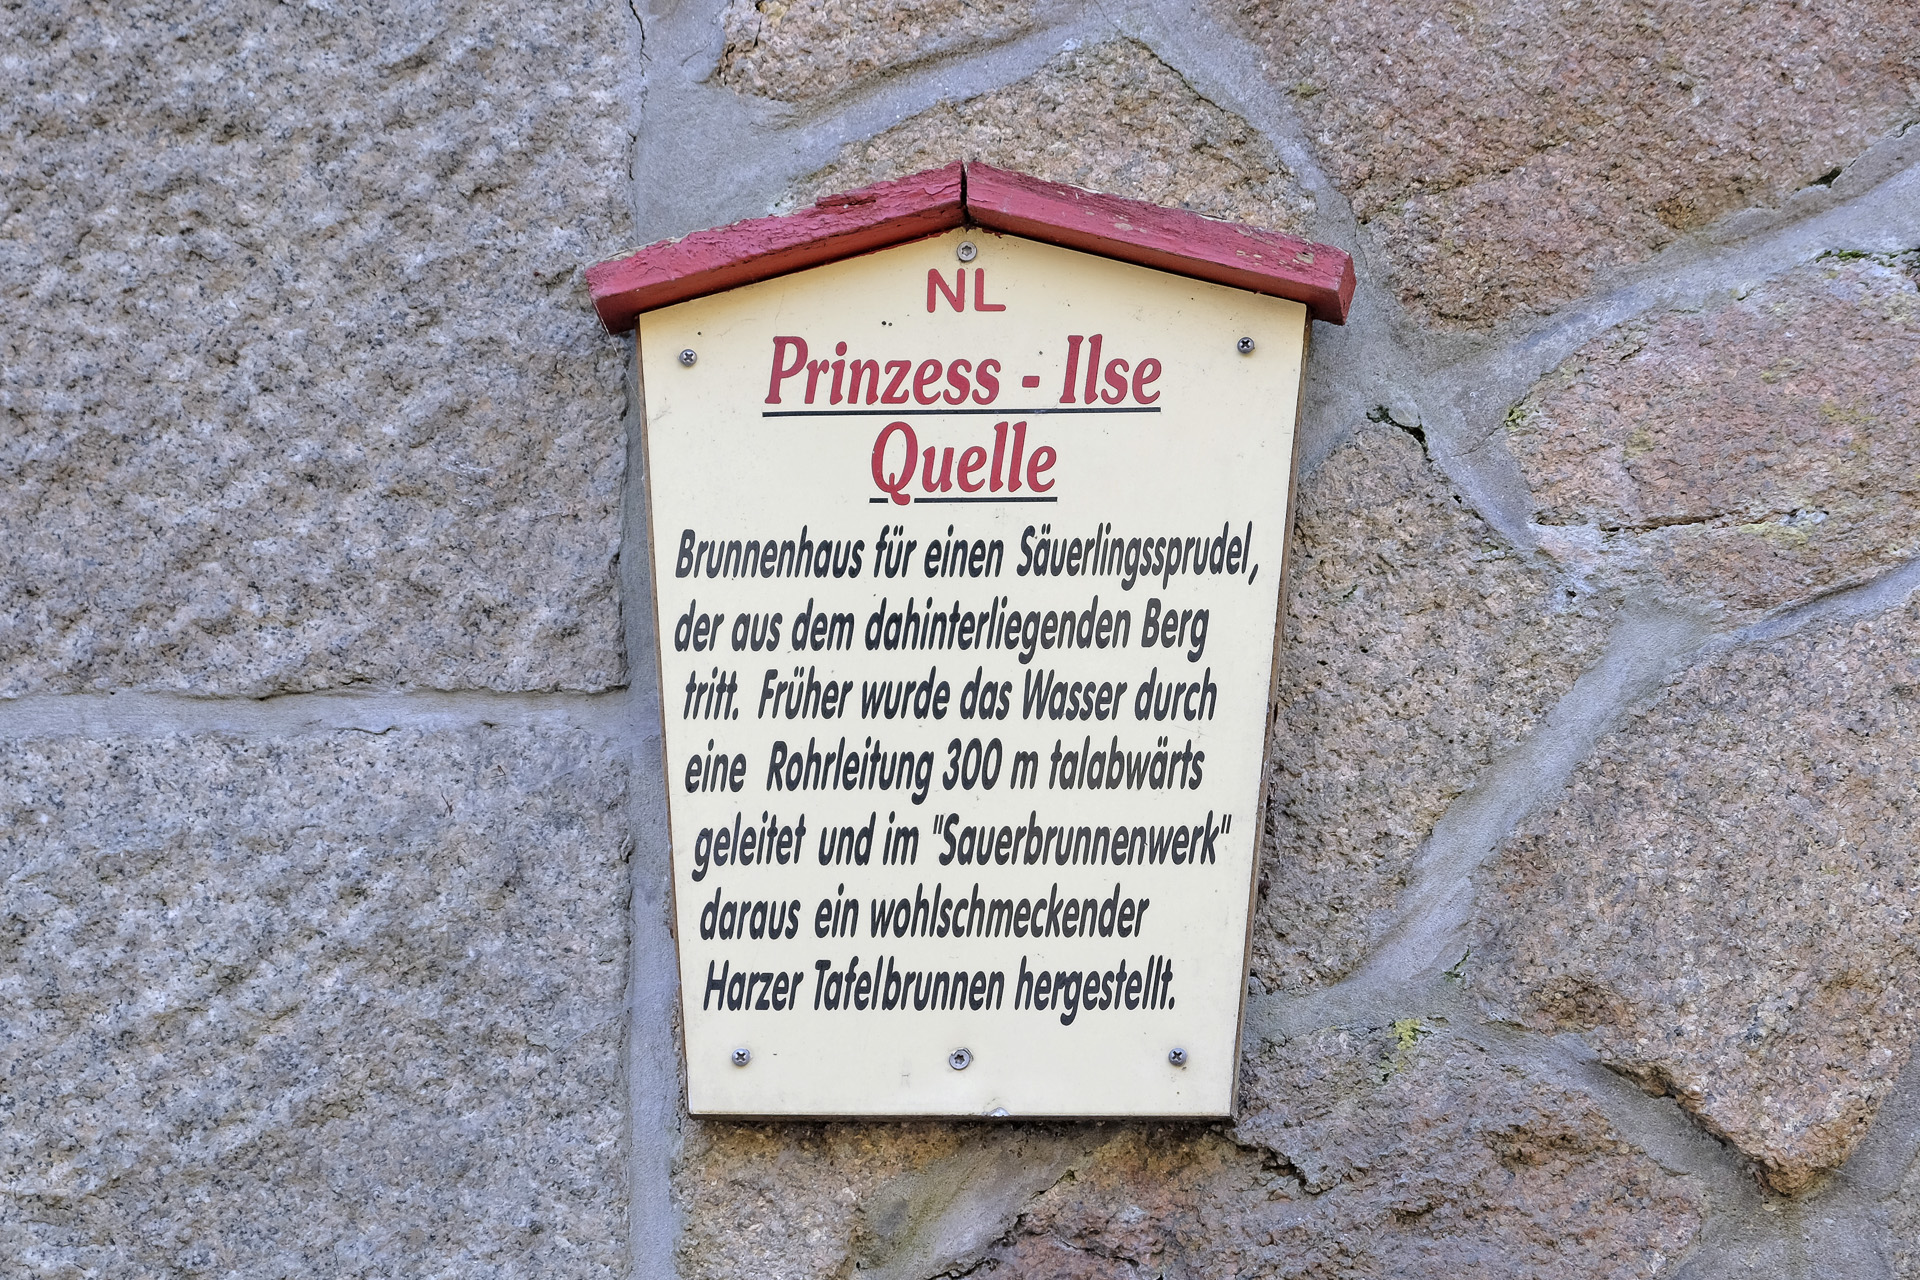 NL
Prinzess - Ilse
Quelle
Brunnenhaus für einen Säuerlingssprudel,
der aus dem dahinterliegenden Berg
tritt. Früher wurde das Wasser durch
eine Rohrleitung 300 m talabwärts
geleitet und im "Sauerbrunnenwerk"
daraus ein wohlschmeckender
Harzer Tafelbrunnen hergestellt.